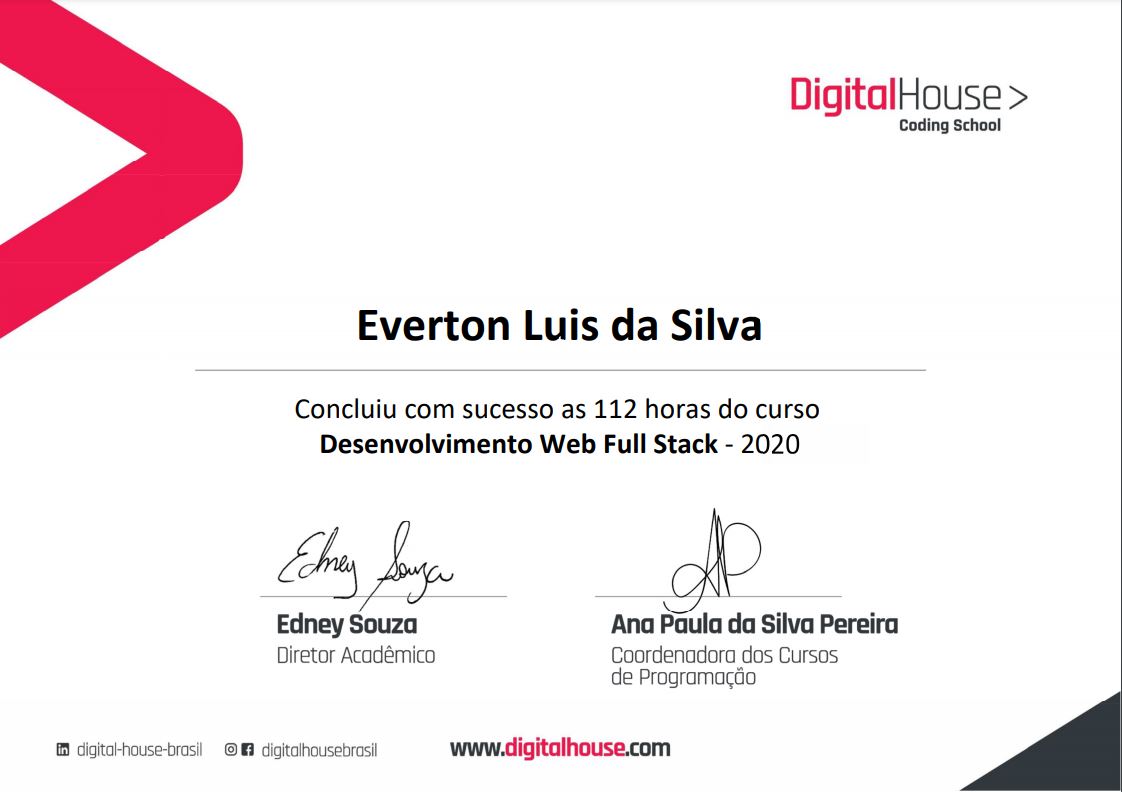 DigitalHouse >
Coding School
Everton Luis da Silva
Concluiu com sucesso as 112 horas do curso
Desenvolvimento Web Full Stack - 2020
Edney Souza
Edney Souza
Diretor Acadêmico
Ana Paula da Silva Pereira
Coordenadora dos Cursos
de Programação
digital-house-brasil
digitalhousebrasil
www.digitalhouse.com